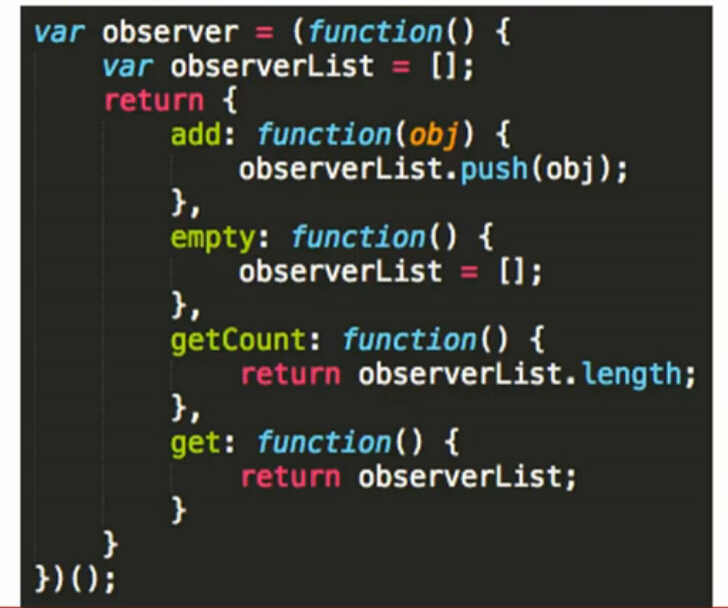 var observer = (function() {
    var observerList = [];
    return {
        add: function(obj) {
            observerList.push(obj);
        },
        empty: function() {
            observerList = [];
        },
        getCount: function() {
            return observerList.length;
        },
        get: function() {
            return observerList;
        }
    }
})();